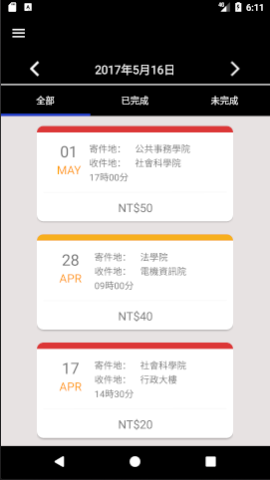 6:11
2017年5月16日
全部 已完成 未完成
01 MAY
寄件地： 公共事務學院
收件地： 社會科學院
17時00分
NT$50
28 APR
寄件地： 法學院
收件地： 電機資訊院
09時00分
NT$40
17 APR
寄件地： 社會科學院
收件地： 行政大樓
14時30分
NT$20